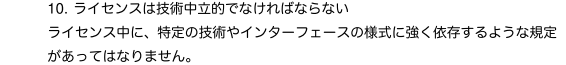 10. ライセンスは技術中立的でなければならない
ライセンス中に、特定の技術やインターフェースの様式に強く依存するような規定
があってはなりません。